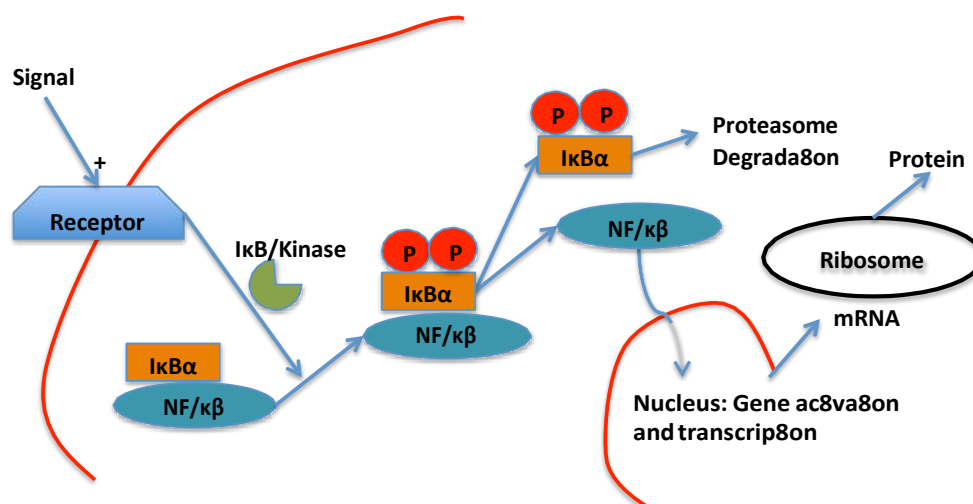 Signal
+
Receptor
IκB/Kinase
IκBα
NF/κβ
P P
IκBα
NF/κβ
P P
IκBα
Proteasome
Degrada8on
NF/κβ
Protein
Ribosome
mRNA
Nucleus: Gene ac8va8on
and transcrip8on